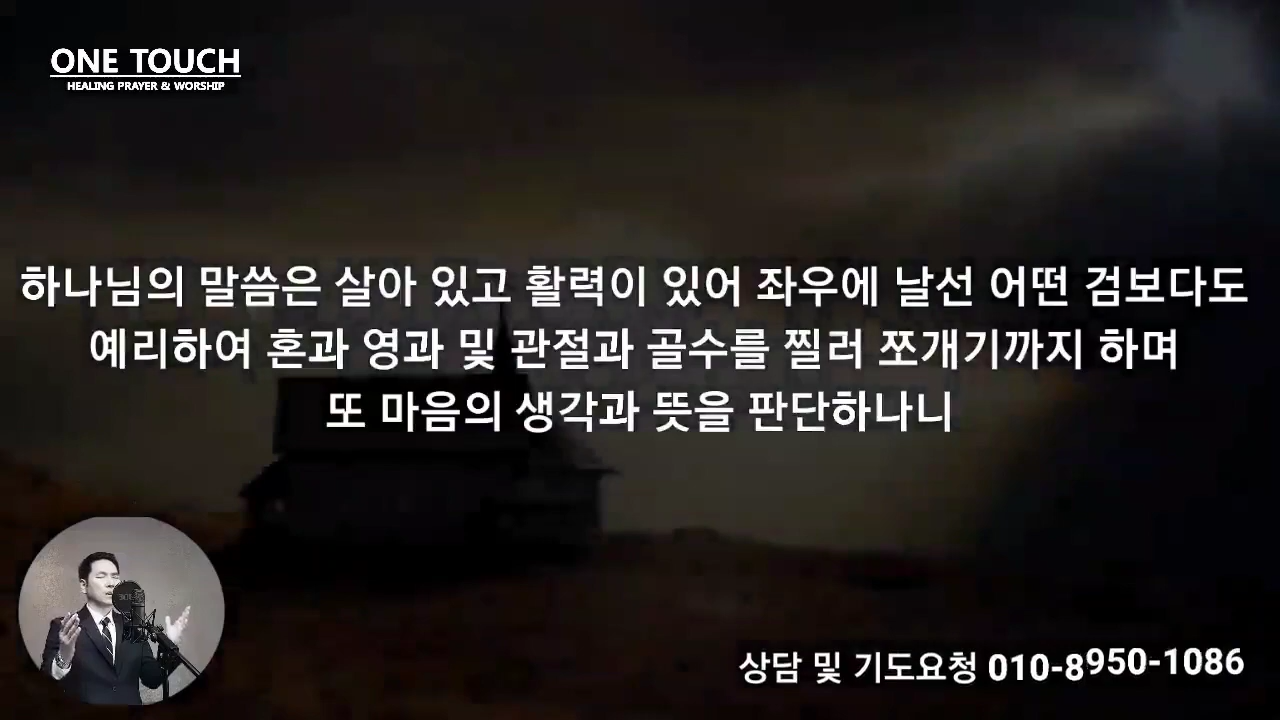 ONE TOUCH
HEALING PRAYER & WORSHIP
하나님의 말씀은 살아 있고 활력이 있어 좌우에 날선 어떤 검보다도
예리하여 혼과 영과 및 관절과 골수를 찔러 쪼개기까지 하며
또 마음의 생각과 뜻을 판단하나니
상담 및 기도요청 010-8950-1086